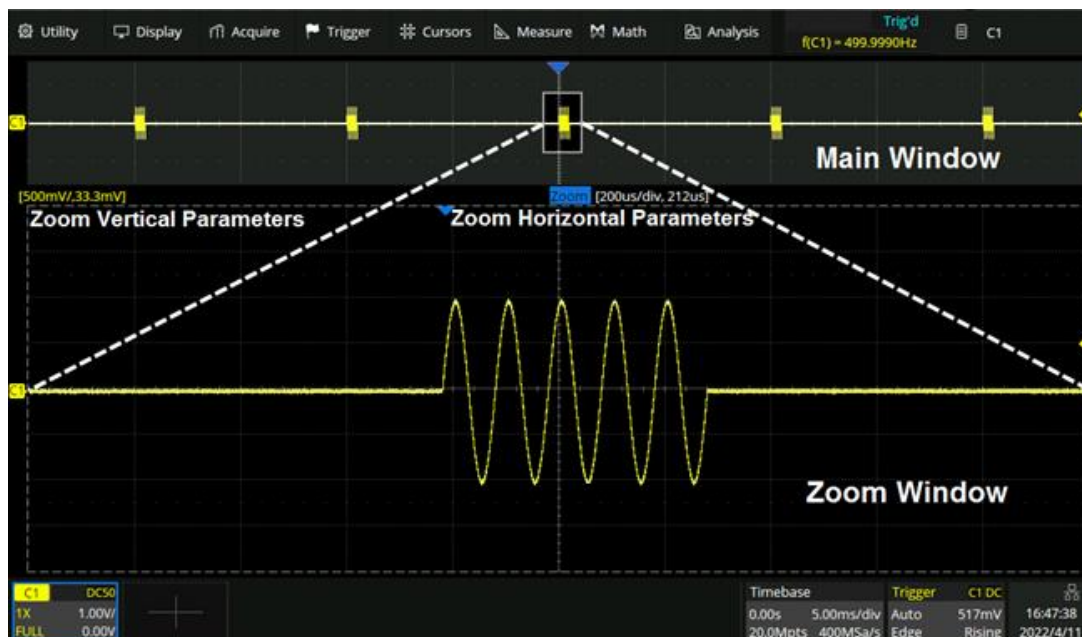 Utility Display Acquire Trigger Cursors Measure Math Analysis
Trig'd
f(C1) = 499.9990Hz
C1
C1
Main Window
[500mV/,33.3mV]
Zoom [200us/div, 212us]
Zoom Vertical Parameters
Zoom Horizontal Parameters
C1
Zoom Window
C1 DC50
1X 1.00V/
FULL 0.00V
Timebase
0.00s 5.00ms/div
20.0Mpts 400MSa/s
Trigger C1 DC
Auto 517mV
Edge Rising
16:47:38
2022/4/11